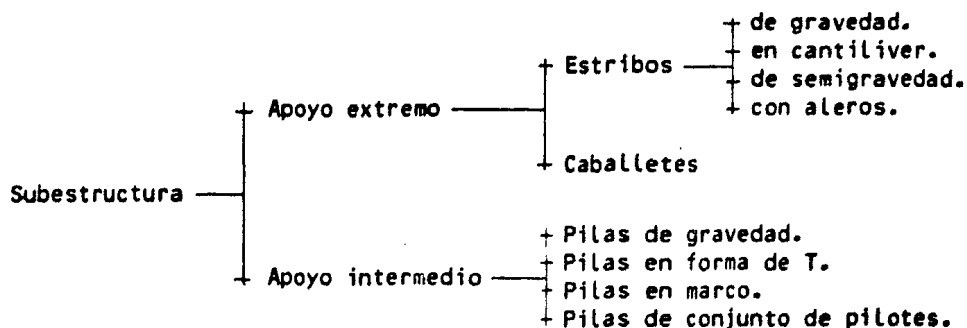 de gravedad.
en cantiliver.
Estribos
de semigravedad.
con aleros.
Apoyo extremo
Caballetes
Subestructura
Pilas de gravedad.
Pilas en forma de T.
Apoyo intermedio
Pilas en marco.
Pilas de conjunto de pilotes.